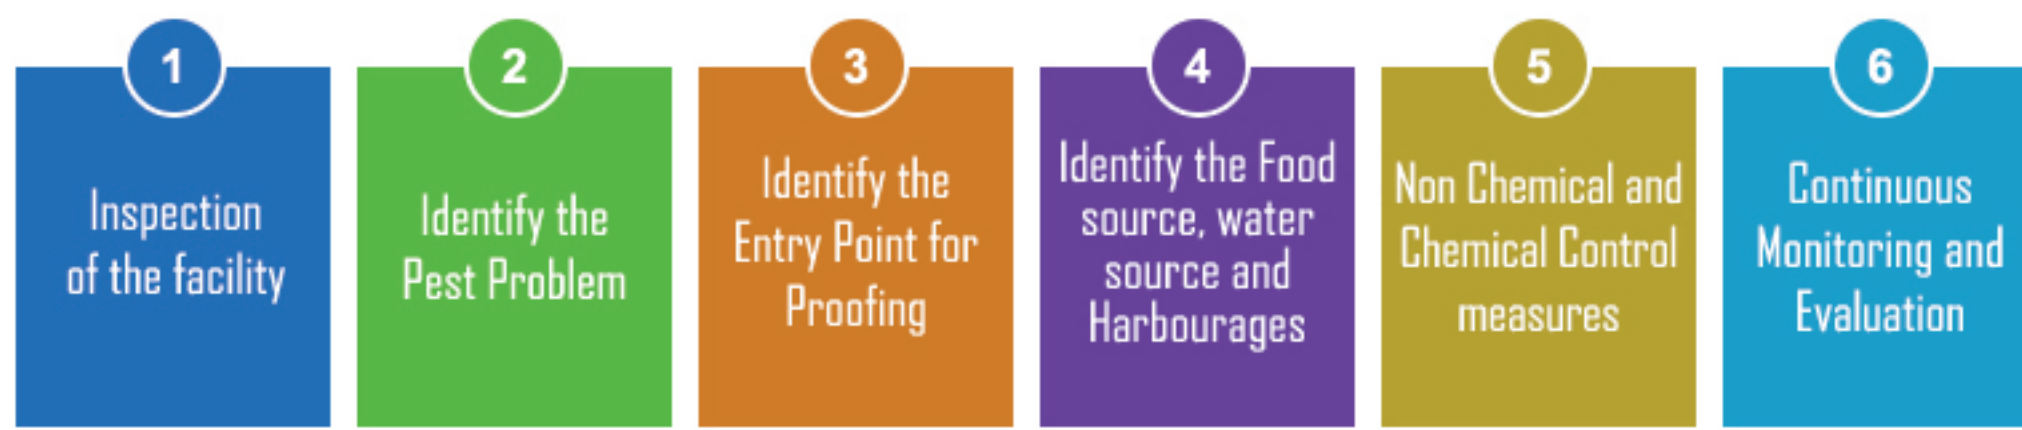 1
Inspection
of the facility
2
Identify the
Pest Problem
3
Identify the
Entry Point for
Proofing
4
Identify the Food
source, water
source and
Harbourages
5
Non Chemical and
Chemical Control
measures
6
Continuous
Monitoring and
Evaluation